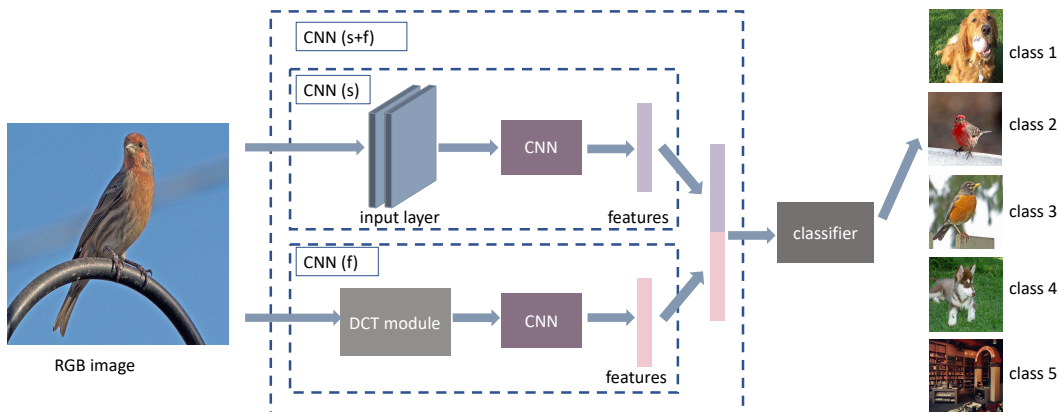 CNN (s+f)
CNN (s)
input layer
CNN
features
CNN (f)
DCT module
CNN
features
RGB image
classifier
class 1
class 2
class 3
class 4
class 5